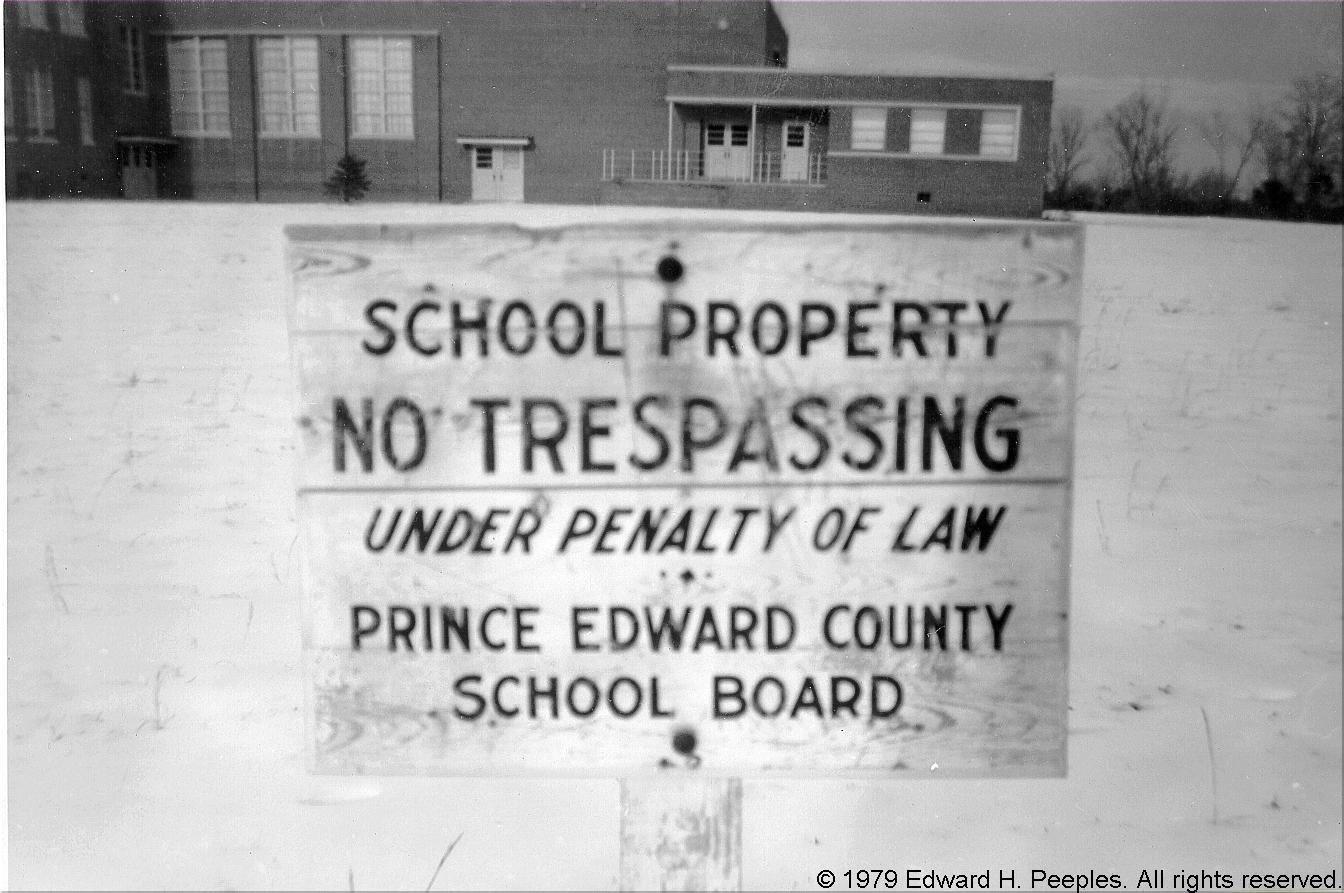 SCHOOL PROPERTY
NO TRESPASSING
UNDER PENALTY OF LAW
PRINCE EDWARD COUNTY
SCHOOL BOARD
© 1979 Edward H. Peeples. All rights reserved.